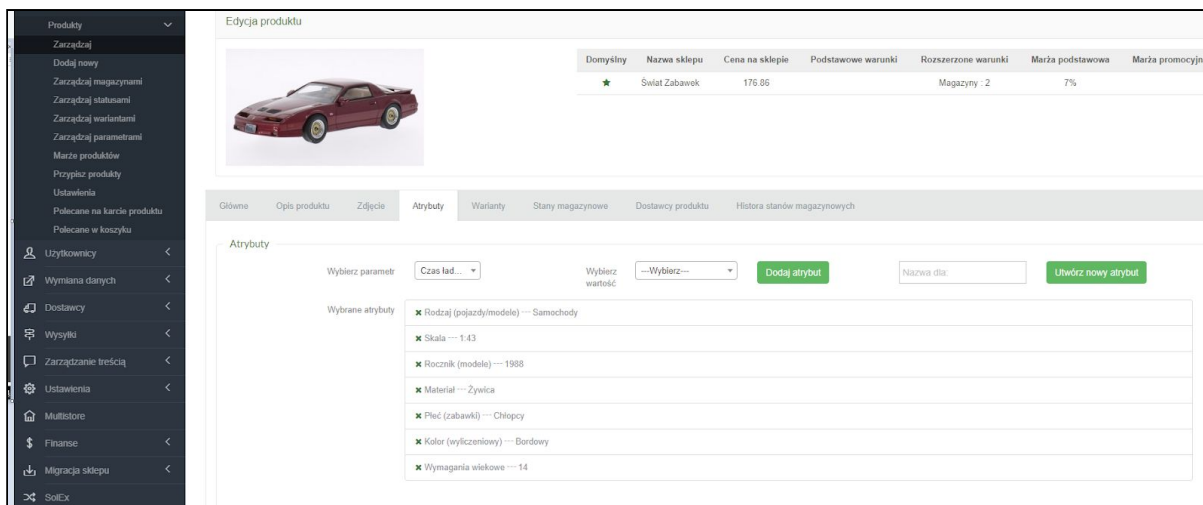 Produkty
Zarządzaj
Dodaj nowy
Zarządzaj magazynami
Zarządzaj statusami
Zarządzaj wariantami
Zarządzaj parametrami
Marże produktów
Przypisz produkty
Ustawienia
Polecane na karcie produktu
Polecane w koszyku
Użytkownicy
Wymiana danych
Dostawcy
Wysyłki
Zarządzanie treścią
Ustawienia
Multistore
Finanse
Migracja sklepu
SolEx
Edycja produktu
Domyślny Nazwa sklepu Cena na sklepie Podstawowe warunki Rozszerzone warunki Marża podstawowa Marża promocyjn
Świat Zabawek 176.86 Magazyny : 2 7%
Główne Opis produktu Zdjęcie Atrybuty Warianty Stany magazynowe Dostawcy produktu Histora stanów magazynowych
Atrybuty
Wybierz parametr Czas ład... Wybierz wartość ---Wybierz--- Dodaj atrybut Nazwa dla: Utwórz nowy atrybut
Wybrane atrybuty
Rodzaj (pojazdy/modele) --- Samochody
Skala --- 1:43
Rocznik (modele) --- 1988
Materiał --- Żywica
Płeć (zabawki) --- Chłopcy
Kolor (wyliczeniowy) --- Bordowy
Wymagania wiekowe --- 14